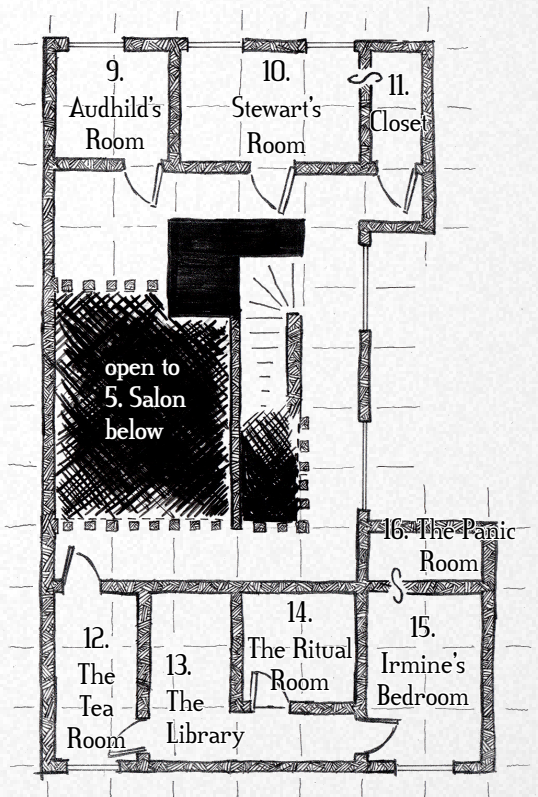 9.
Audhild's
Room
10.
Stewart's
Room
11.
Closet
open to
5. Salon
below
12.
The
Tea
Room
13.
The
Library
14.
The Ritual
Room
15.
Irmine's
Bedroom
16. The Panic
Room